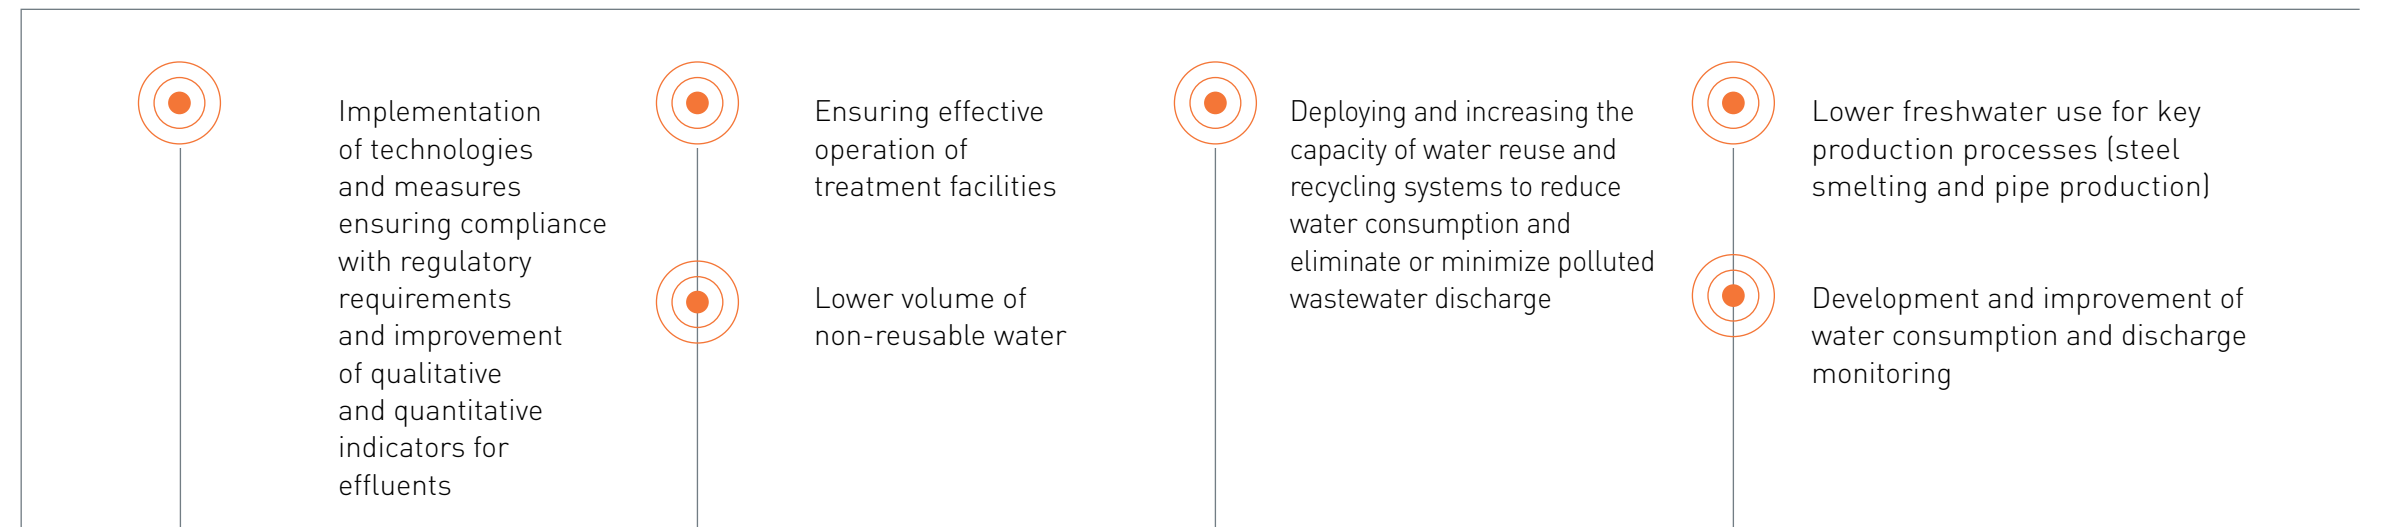 Implementation
of technologies
and measures
ensuring compliance
with regulatory
requirements
and improvement
of qualitative
and quantitative
indicators for
effluents
Ensuring effective
operation of
treatment facilities
Lower volume of
non-reusable water
Deploying and increasing the
capacity of water reuse and
recycling systems to reduce
water consumption and
eliminate or minimize polluted
wastewater discharge
Lower freshwater use for key
production processes (steel
smelting and pipe production)
Development and improvement of
water consumption and discharge
monitoring